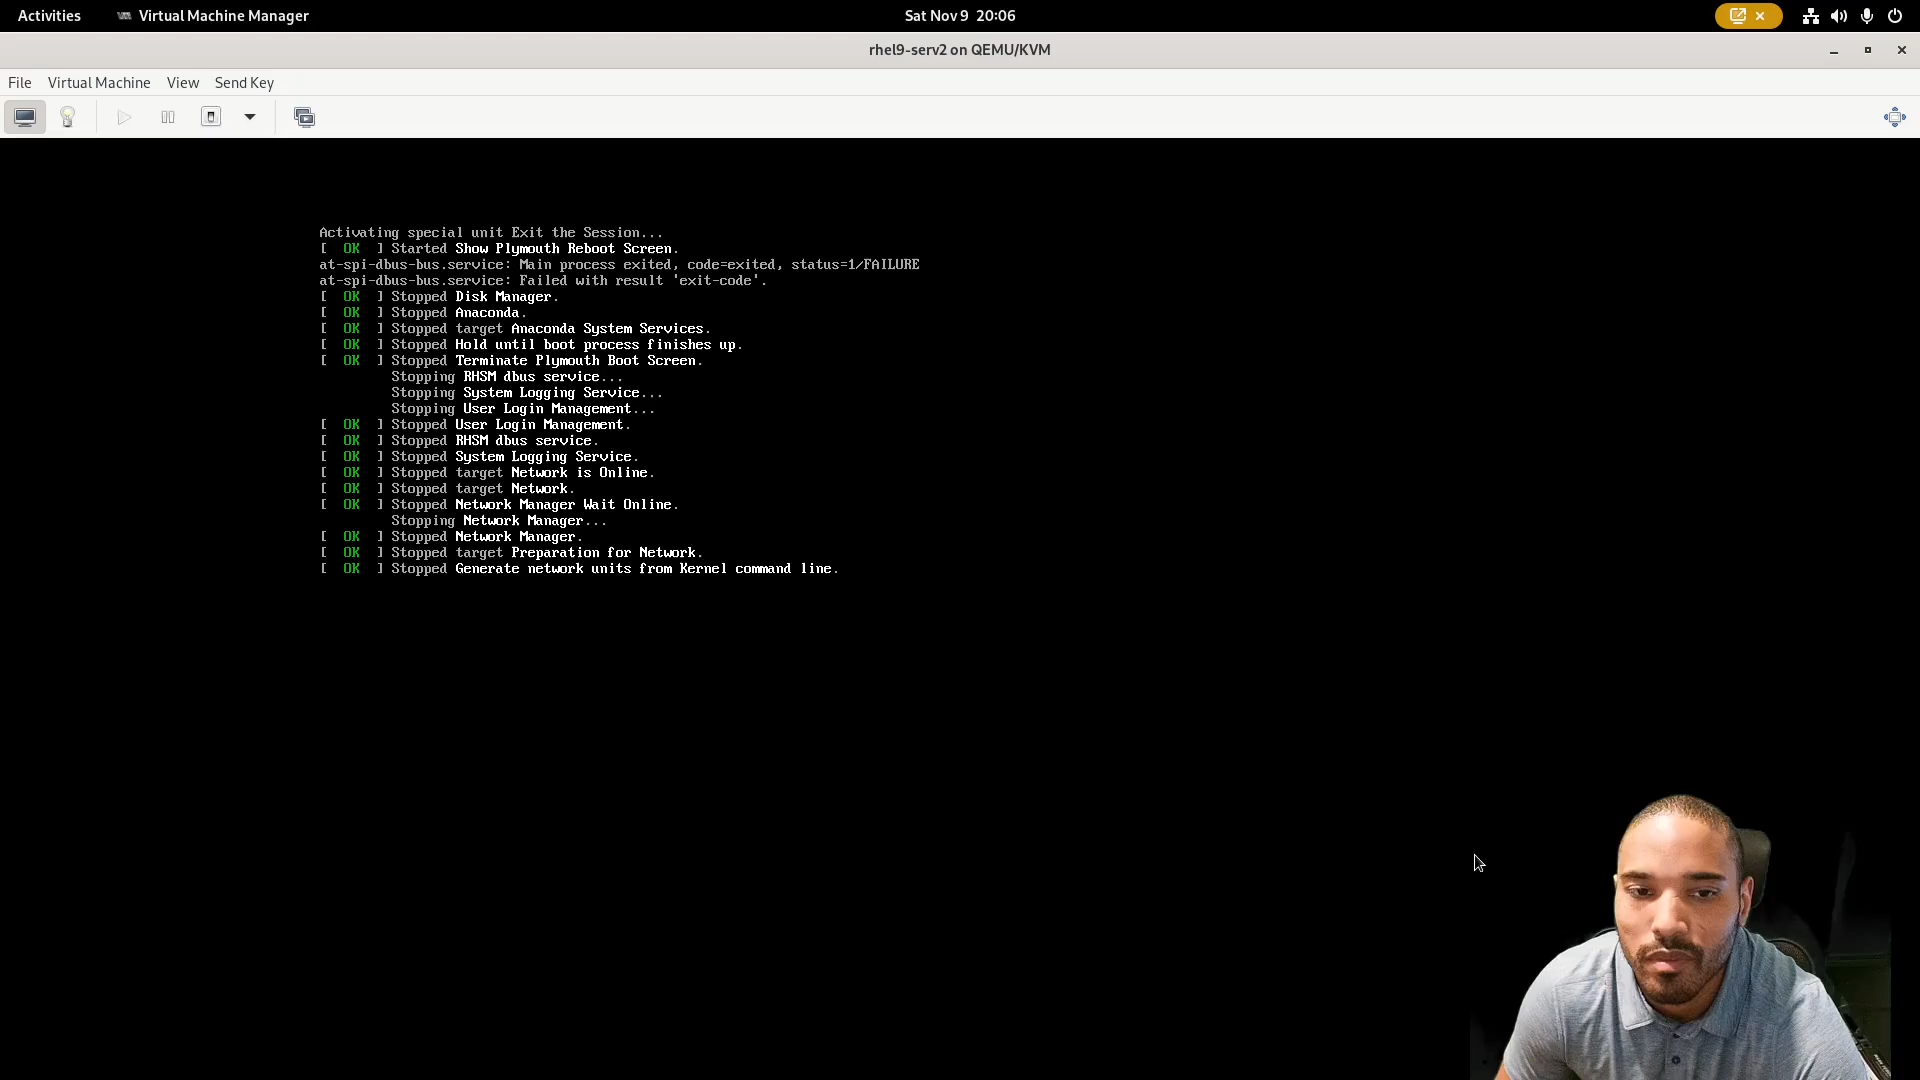 Activities
Virtual Machine Manager
Sat Nov 9 20:06
rhel9-serv2 on QEMU/KVM
File Virtual Machine View Send Key
Activating special unit Exit the Session...
[ OK ] Started Show Plymouth Reboot Screen.
at-spi-dbus-bus.service: Main process exited, code=exited, status=1/FAILURE
at-spi-dbus-bus.service: Failed with result 'exit-code'.
[ OK ] Stopped Disk Manager.
[ OK ] Stopped Anaconda.
[ OK ] Stopped target Anaconda System Services.
[ OK ] Stopped Hold until boot process finishes up.
[ OK ] Stopped Terminate Plymouth Boot Screen.
Stopping RHSM dbus service...
Stopping System Logging Service...
Stopping User Login Management...
[ OK ] Stopped User Login Management.
[ OK ] Stopped RHSM dbus service.
[ OK ] Stopped System Logging Service.
[ OK ] Stopped target Network is Online.
[ OK ] Stopped target Network.
[ OK ] Stopped Network Manager Wait Online.
Stopping Network Manager...
[ OK ] Stopped Network Manager.
[ OK ] Stopped target Preparation for Network.
[ OK ] Stopped Generate network units from Kernel command line.